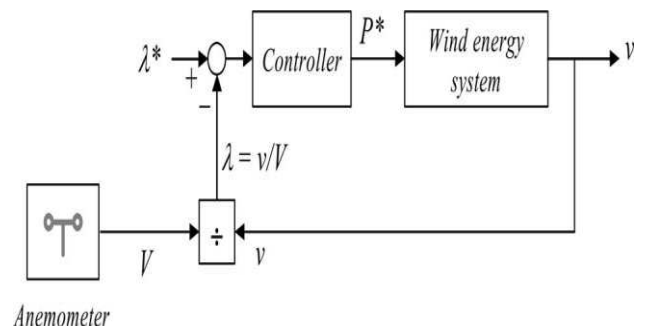 P*
λ*
+
−
Controller
Wind energy
system
v
λ = v/V
÷
V
v
Anemometer